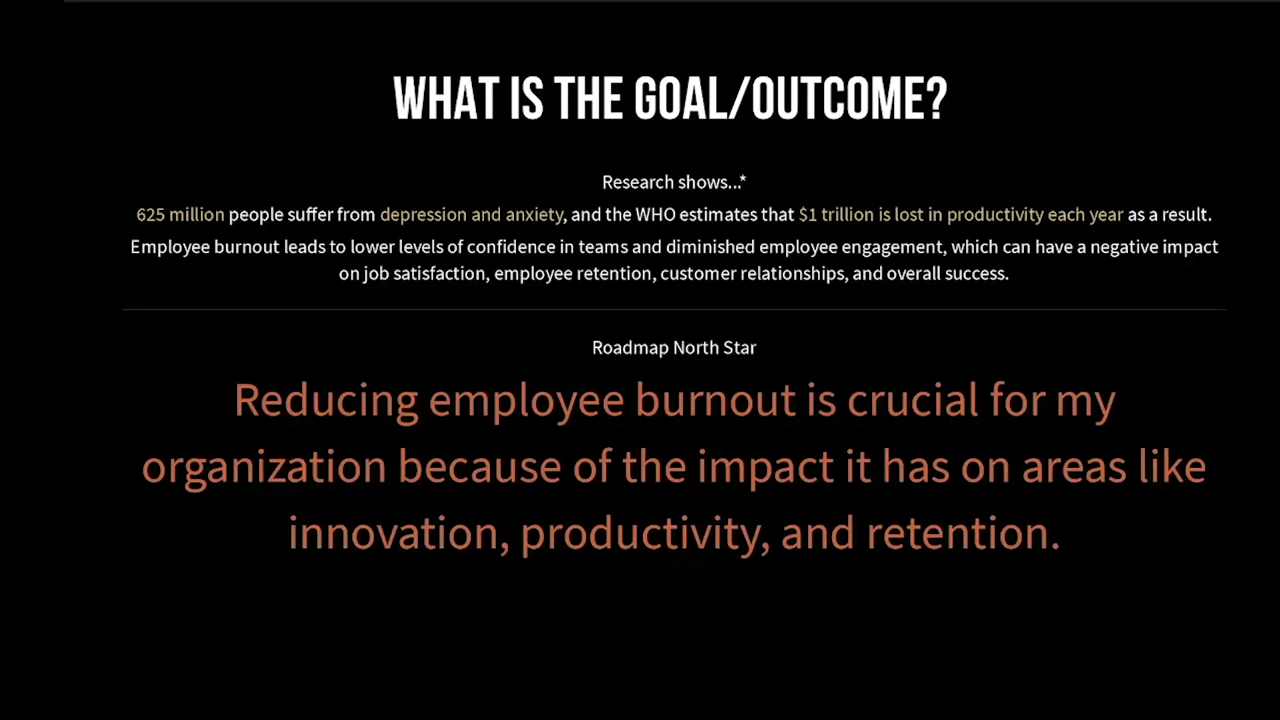 WHAT IS THE GOAL/OUTCOME?
Research shows...*
625 million people suffer from depression and anxiety, and the WHO estimates that $1 trillion is lost in productivity each year as a result.
Employee burnout leads to lower levels of confidence in teams and diminished employee engagement, which can have a negative impact
on job satisfaction, employee retention, customer relationships, and overall success.
Roadmap North Star
Reducing employee burnout is crucial for my
organization because of the impact it has on areas like
innovation, productivity, and retention.